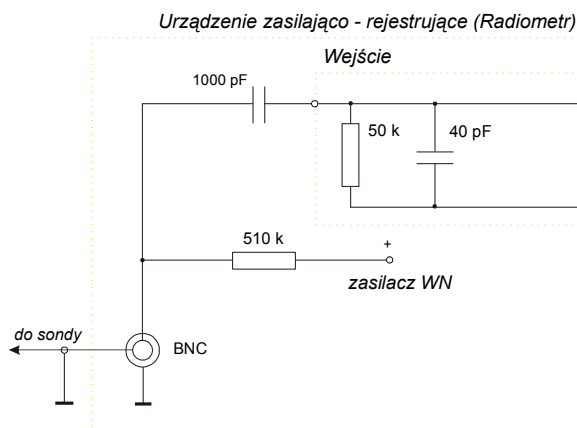 Urządzenie zasilająco - rejestrujące (Radiometr)
Wejście
1000 pF
50 k
40 pF
510 k
+
zasilacz WN
do sondy
BNC